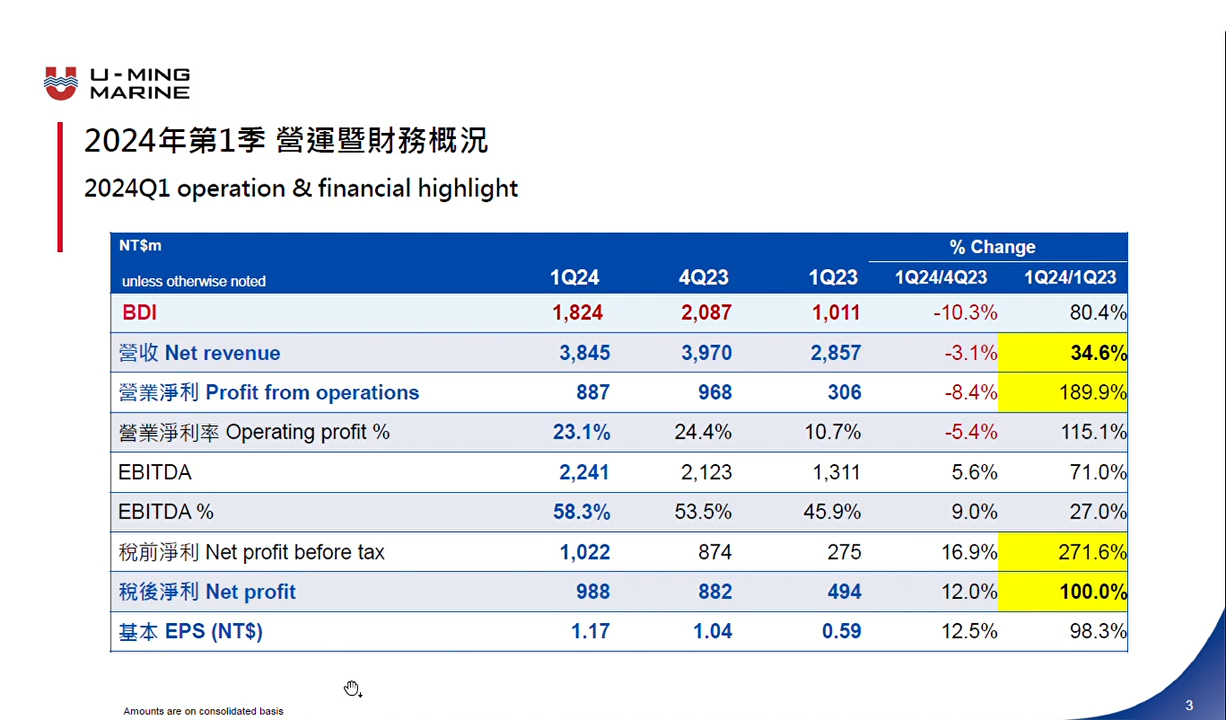 U-MING
MARINE
2024年第1季 營運暨財務概況
2024Q1 operation & financial highlight
NT$m % Change
unless otherwise noted 1Q24 4Q23 1Q23 1Q24/4Q23 1Q24/1Q23
BDI 1,824 2,087 1,011 -10.3% 80.4%
營收 Net revenue 3,845 3,970 2,857 -3.1% 34.6%
營業淨利 Profit from operations 887 968 306 -8.4% 189.9%
營業淨利率 Operating profit % 23.1% 24.4% 10.7% -5.4% 115.1%
EBITDA 2,241 2,123 1,311 5.6% 71.0%
EBITDA % 58.3% 53.5% 45.9% 9.0% 27.0%
稅前淨利 Net profit before tax 1,022 874 275 16.9% 271.6%
稅後淨利 Net profit 988 882 494 12.0% 100.0%
基本 EPS (NT$) 1.17 1.04 0.59 12.5% 98.3%
Amounts are on consolidated basis
3